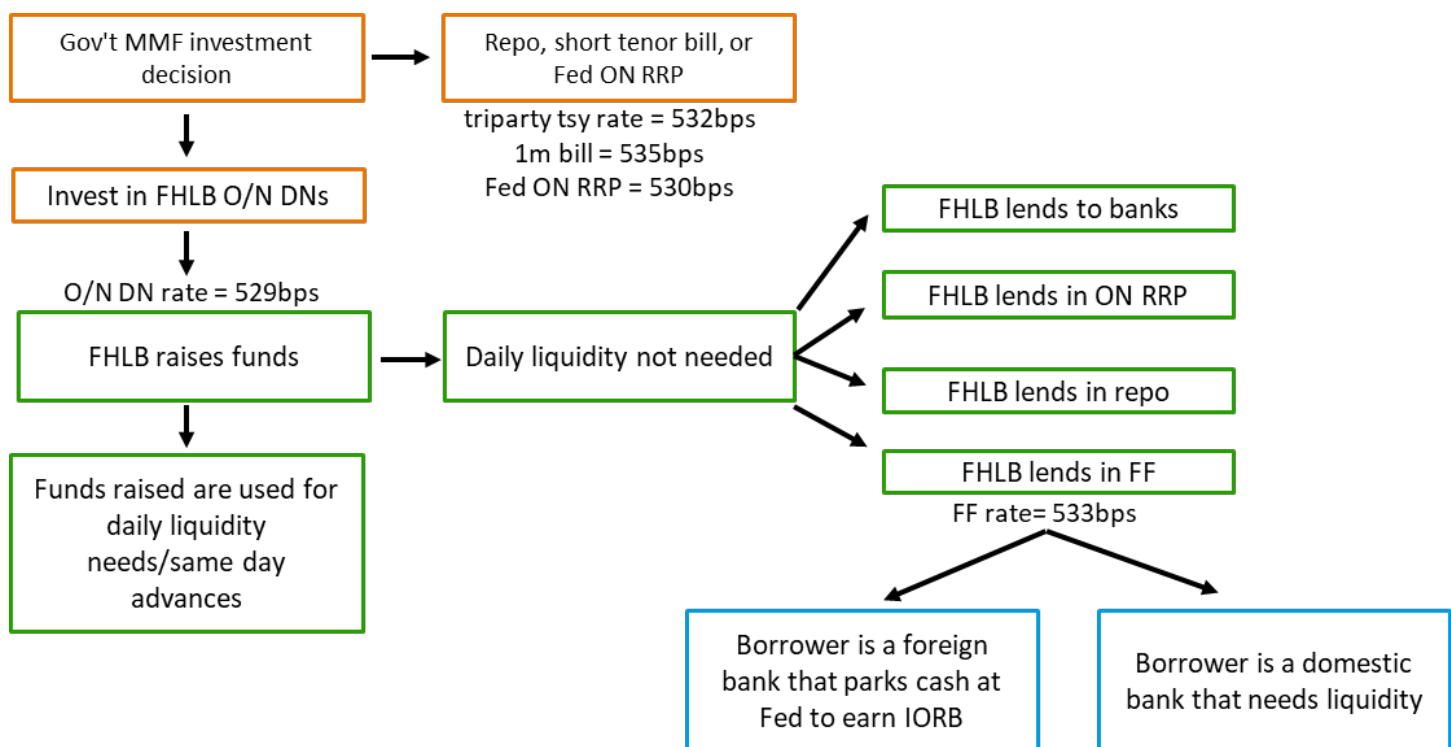 Gov't MMF investment
decision
Repo, short tenor bill, or
Fed ON RRP
triparty tsy rate = 532bps
1m bill = 535bps
Fed ON RRP = 530bps
Invest in FHLB O/N DNs
O/N DN rate = 529bps
FHLB raises funds
Daily liquidity not needed
FHLB lends to banks
FHLB lends in ON RRP
FHLB lends in repo
FHLB lends in FF
FF rate= 533bps
Funds raised are used for
daily liquidity
needs/same day
advances
Borrower is a foreign
bank that parks cash at
Fed to earn IORB
Borrower is a domestic
bank that needs liquidity